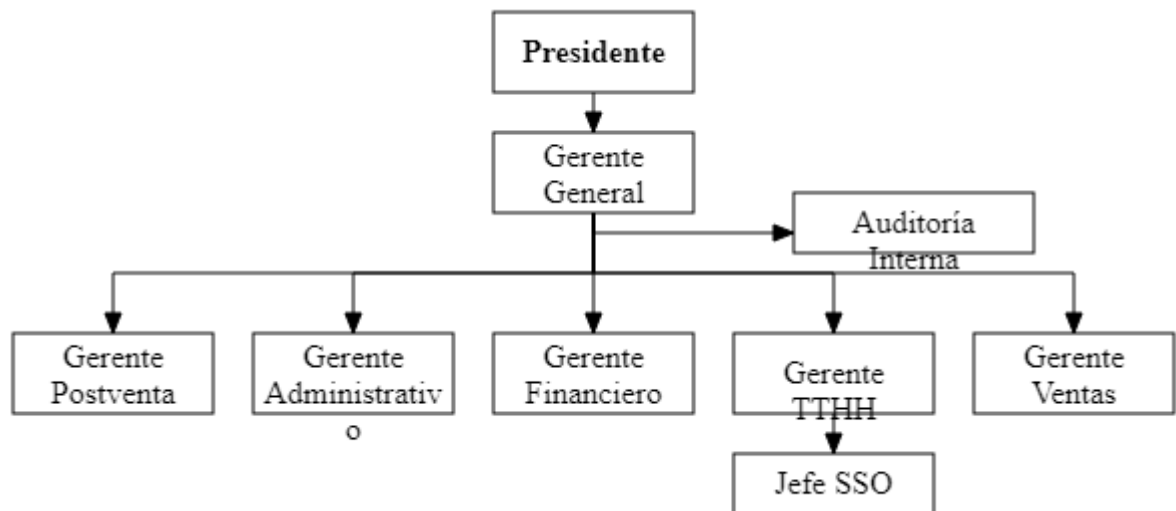 Presidente
Gerente
General
Auditoría
Interna
Gerente
Postventa
Gerente
Administrativ
o
Gerente
Financiero
Gerente
TTHH
Gerente
Ventas
Jefe SSO